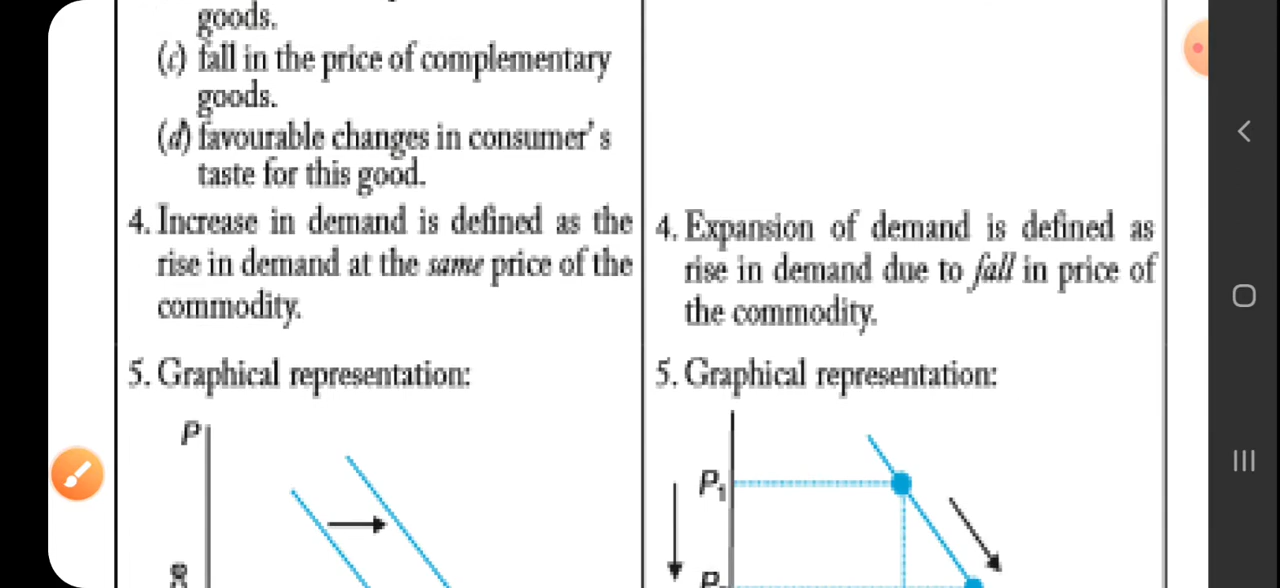 goods.
(c) fall in the price of complementary
goods.
(d) favourable changes in consumer's
taste for this good.
4. Increase in demand is defined as the
rise in demand at the same price of the
commodity.
5. Graphical representation:
P
4. Expansion of demand is defined as
rise in demand due to fall in price of
the commodity.
5. Graphical representation:
P₁
P